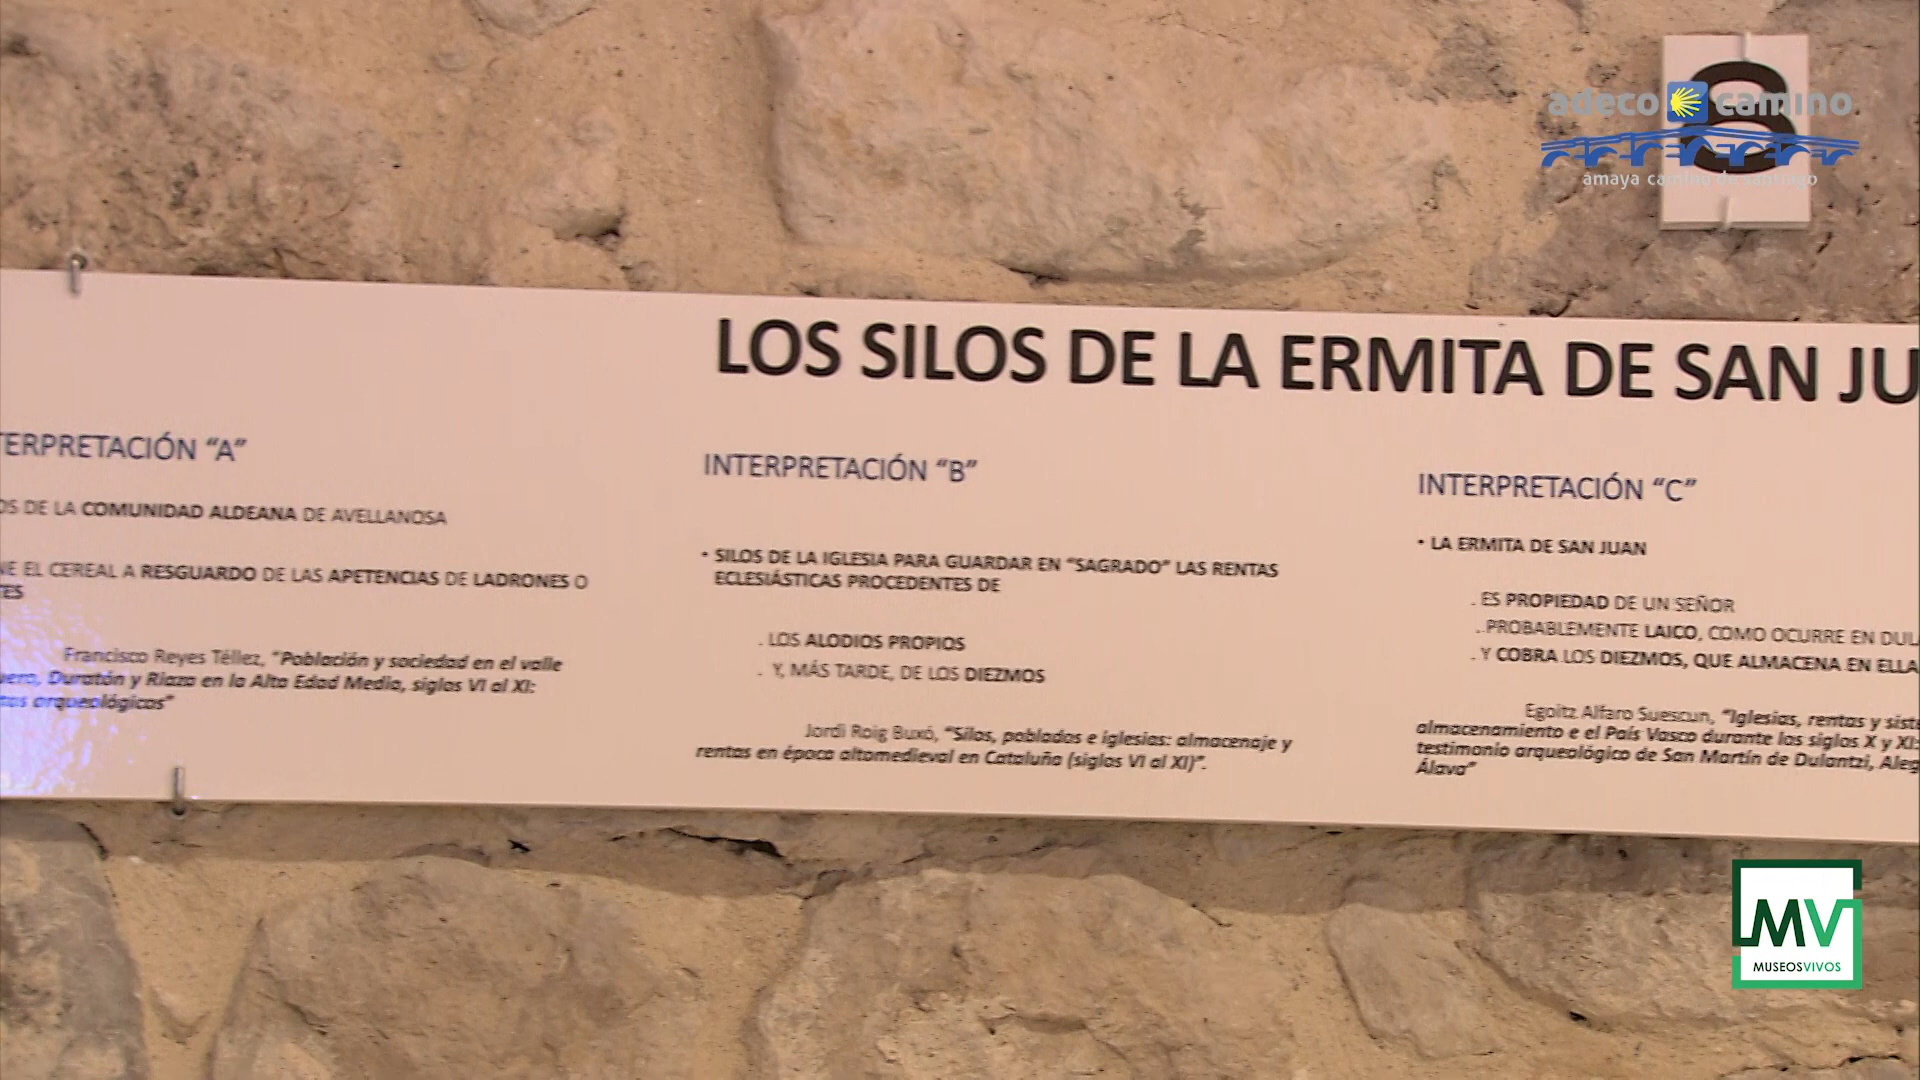 8
adeco camino
amaya camino de santiago
LOS SILOS DE LA ERMITA DE SAN JU
TERPRETACIÓN “A”
OS DE LA COMUNIDAD ALDEANA DE AVELLANOSA
NE EL CEREAL A RESGUARDO DE LAS APETENCIAS DE LADRONES O
TES
Francisco Reyes Téllez, “Población y sociedad en el valle
uero, Duratón y Riaza en la Alta Edad Media, siglos VI al XI:
tos arqueológicos”
INTERPRETACIÓN “B”
• SILOS DE LA IGLESIA PARA GUARDAR EN “SAGRADO” LAS RENTAS
ECLESIÁSTICAS PROCEDENTES DE
. LOS ALODIOS PROPIOS
. Y, MÁS TARDE, DE LOS DIEZMOS
Jordi Roig Buxó, “Silos, poblados e iglesias: almacenaje y
rentas en época altomedieval en Cataluña (siglos VI al XI)”.
INTERPRETACIÓN “C”
• LA ERMITA DE SAN JUAN
. ES PROPIEDAD DE UN SEÑOR
. PROBABLEMENTE LAICO, COMO OCURRE EN DULA
. Y COBRA LOS DIEZMOS, QUE ALMACENA EN ELLA
Egoitz Alfaro Suescun, “Iglesias, rentas y siste
almacenamiento e el País Vasco durante los siglos X y XI:
testimonio arqueológico de San Martín de Dulantzi, Aleg
Álava”
MV
MUSEOSVIVOS